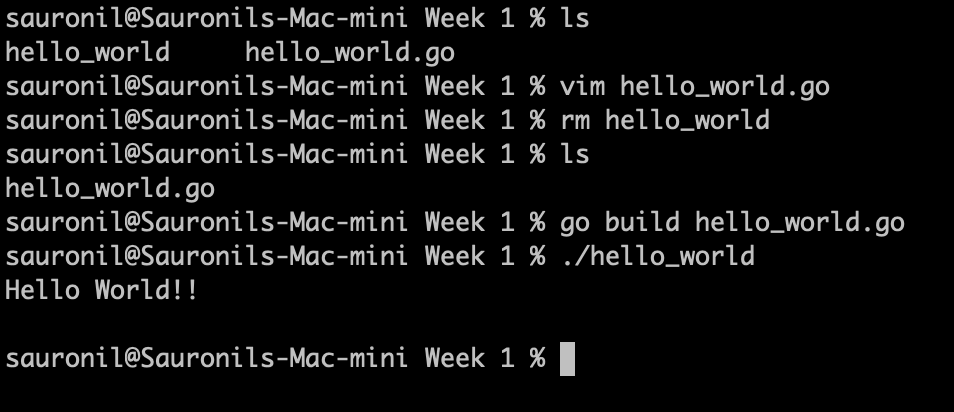 sauronil@Sauronils-Mac-mini Week 1 % ls
hello_world     hello_world.go
sauronil@Sauronils-Mac-mini Week 1 % vim hello_world.go
sauronil@Sauronils-Mac-mini Week 1 % rm hello_world
sauronil@Sauronils-Mac-mini Week 1 % ls
hello_world.go
sauronil@Sauronils-Mac-mini Week 1 % go build hello_world.go
sauronil@Sauronils-Mac-mini Week 1 % ./hello_world
Hello World!!
sauronil@Sauronils-Mac-mini Week 1 %